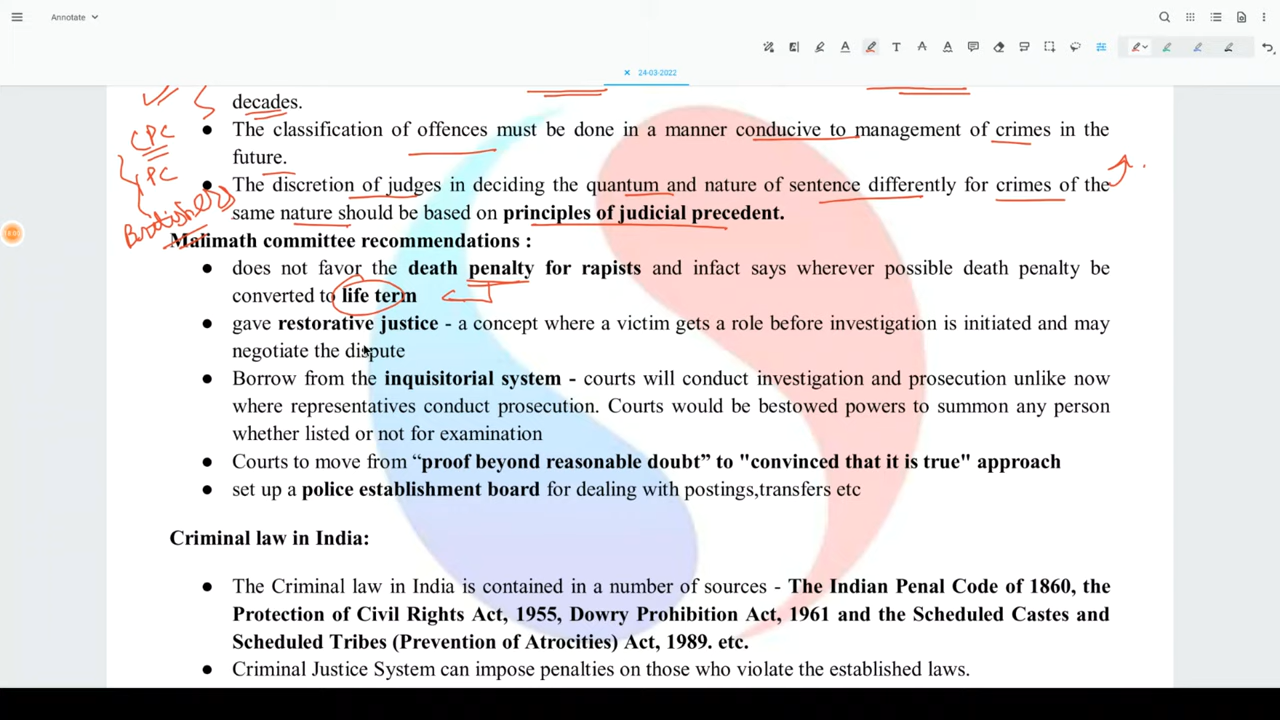 Annotate
24-03-2022
decades.
CPC
● The classification of offences must be done in a manner conducive to management of crimes in the
future.
IPC
● The discretion of judges in deciding the quantum and nature of sentence differently for crimes of the
same nature should be based on principles of judicial precedent.
Britishers
Malimath committee recommendations :
● does not favor the death penalty for rapists and infact says wherever possible death penalty be
converted to life term
● gave restorative justice - a concept where a victim gets a role before investigation is initiated and may
negotiate the dispute
● Borrow from the inquisitorial system - courts will conduct investigation and prosecution unlike now
where representatives conduct prosecution. Courts would be bestowed powers to summon any person
whether listed or not for examination
● Courts to move from “proof beyond reasonable doubt” to "convinced that it is true" approach
● set up a police establishment board for dealing with postings,transfers etc
Criminal law in India:
● The Criminal law in India is contained in a number of sources - The Indian Penal Code of 1860, the
Protection of Civil Rights Act, 1955, Dowry Prohibition Act, 1961 and the Scheduled Castes and
Scheduled Tribes (Prevention of Atrocities) Act, 1989. etc.
● Criminal Justice System can impose penalties on those who violate the established laws.